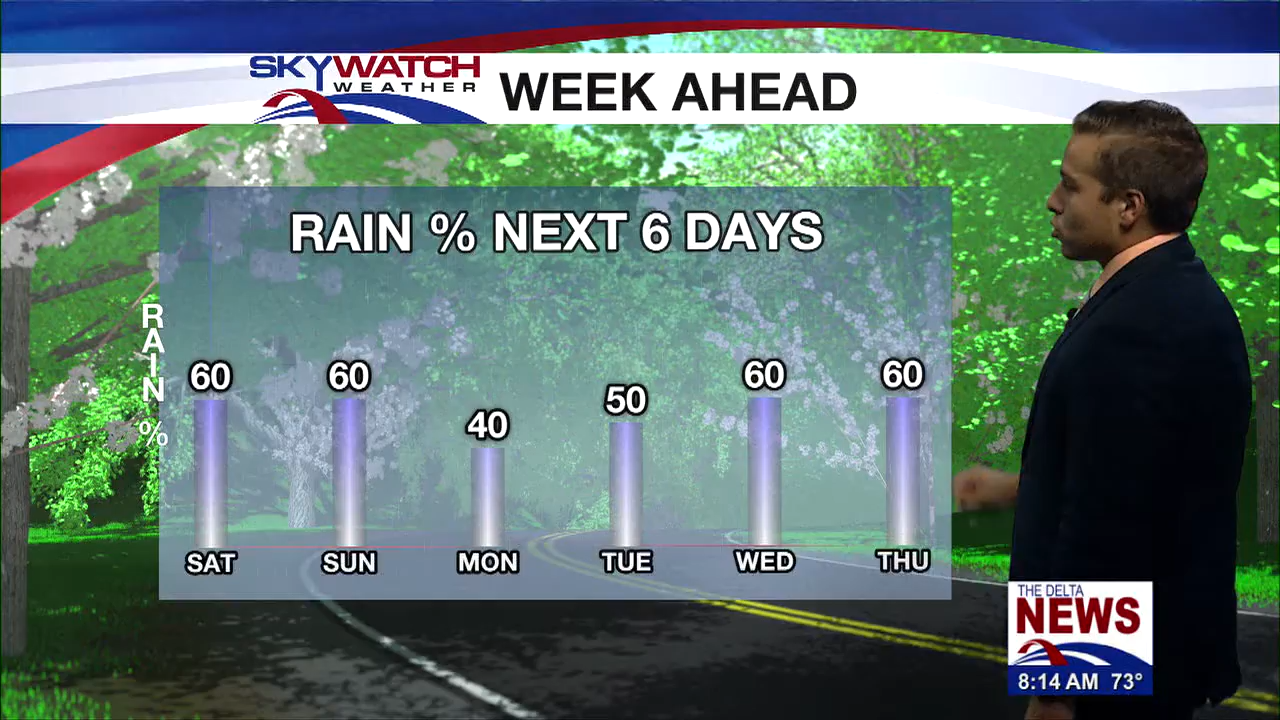 SKYWATCH
WEATHER
WEEK AHEAD
RAIN % NEXT 6 DAYS
RAIN %
60 60 40 50 60 60
SAT SUN MON TUE WED THU
THE DELTA
NEWS
8:14 AM 73°